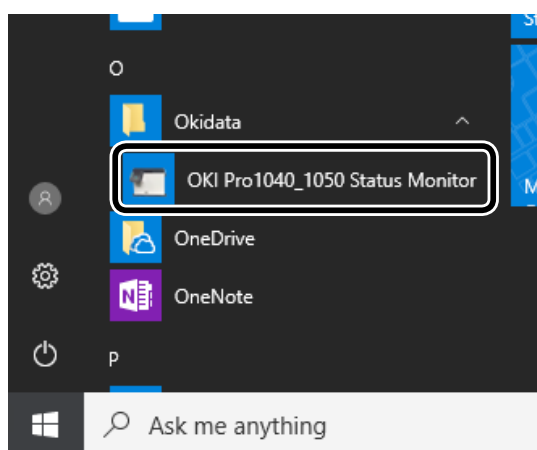 O
Okidata
OKI Pro1040_1050 Status Monitor
OneDrive
OneNote
P
Ask me anything